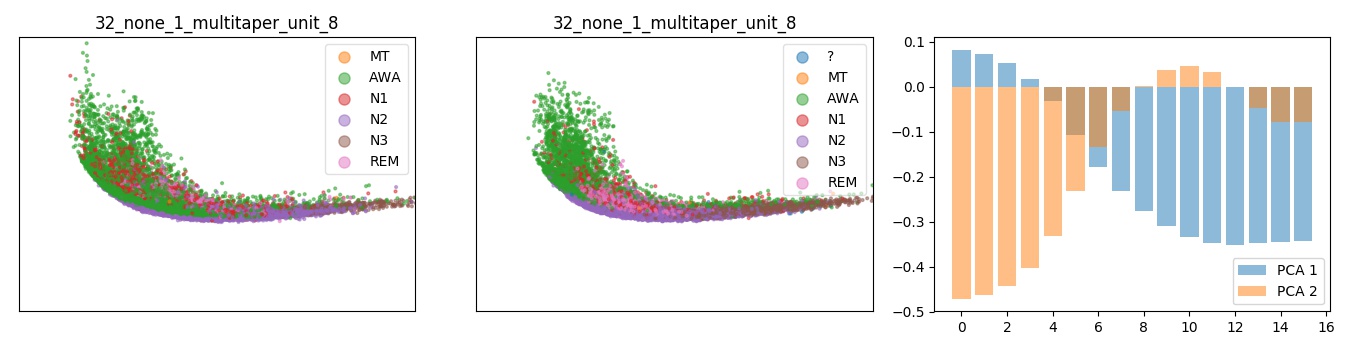 32_none_1_multitaper_unit_8
MT
AWA
N1
N2
N3
REM
32_none_1_multitaper_unit_8
?
MT
AWA
N1
N2
N3
REM
0.1
0.0
−0.1
−0.2
−0.3
−0.4
−0.5
0 2 4 6 8 10 12 14 16
PCA 1
PCA 2